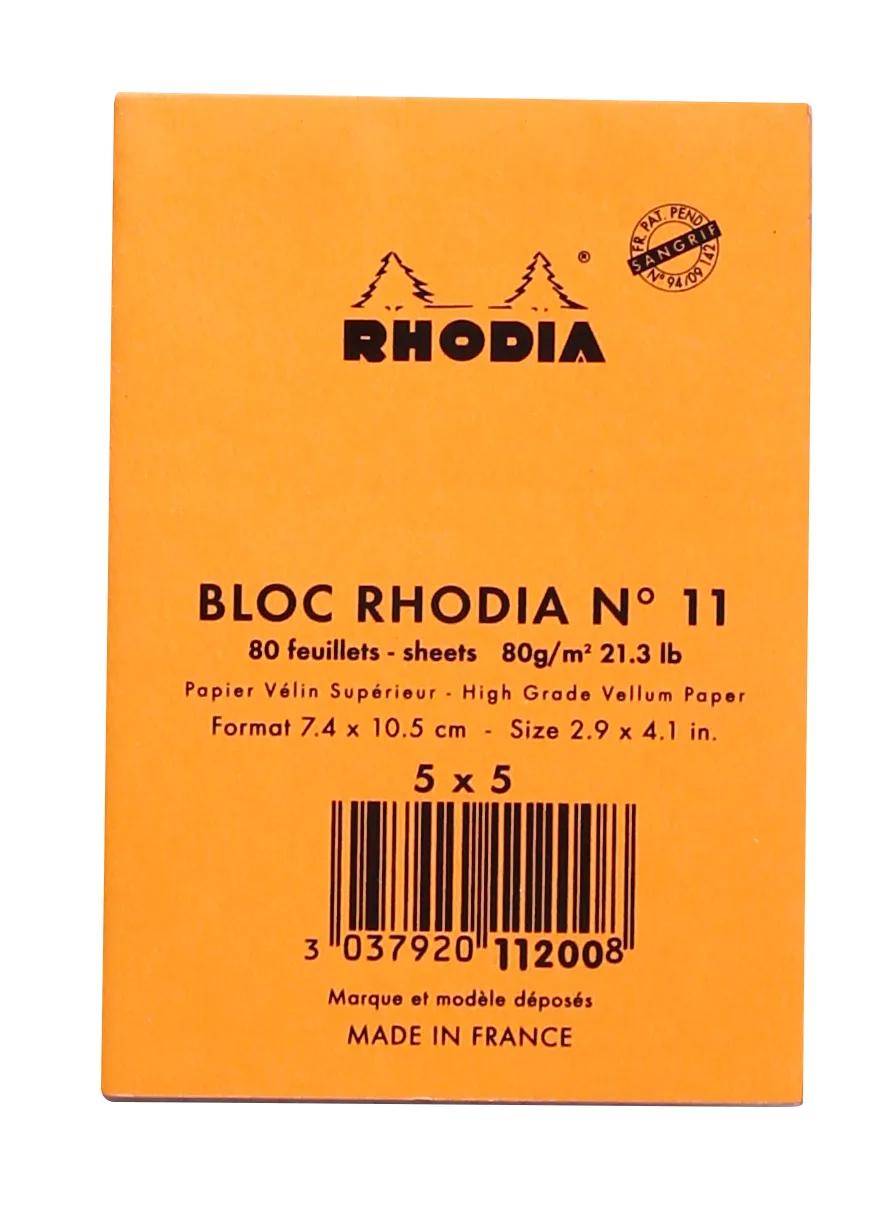 FR. PAT. PEND
SANGRIF
N° 94/09 142
®
RHODIA
BLOC RHODIA N° 11
80 feuillets - sheets 80g/m² 21.3 lb
Papier Vélin Supérieur - High Grade Vellum Paper
Format 7.4 x 10.5 cm - Size 2.9 x 4.1 in.
5 x 5
3 037920 112008
Marque et modèle déposés
MADE IN FRANCE